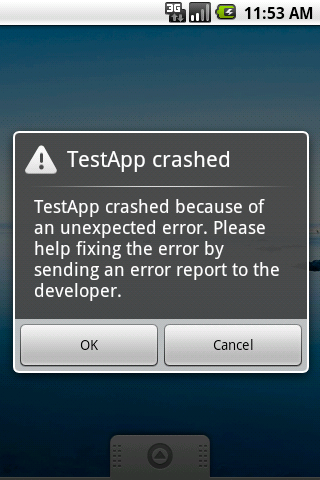 3G 11:53 AM
TestApp crashed
TestApp crashed because of
an unexpected error. Please
help fixing the error by
sending an error report to the
developer.
OK Cancel